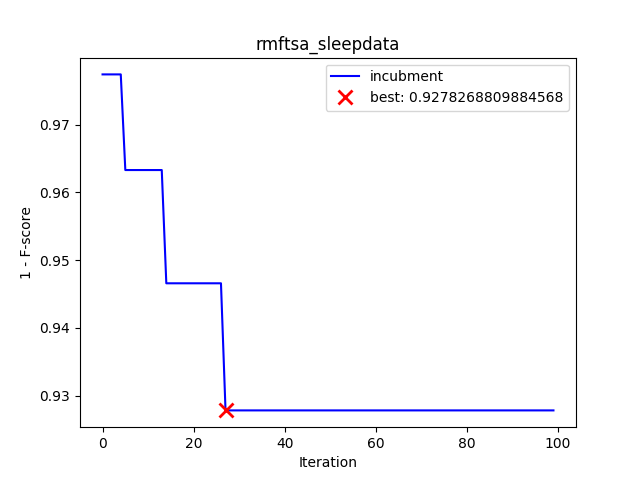 rmftsa_sleepdata
incubment
best: 0.9278268809884568
0.97
0.96
0.95
0.94
0.93
1 - F-score
0 20 40 60 80 100
Iteration